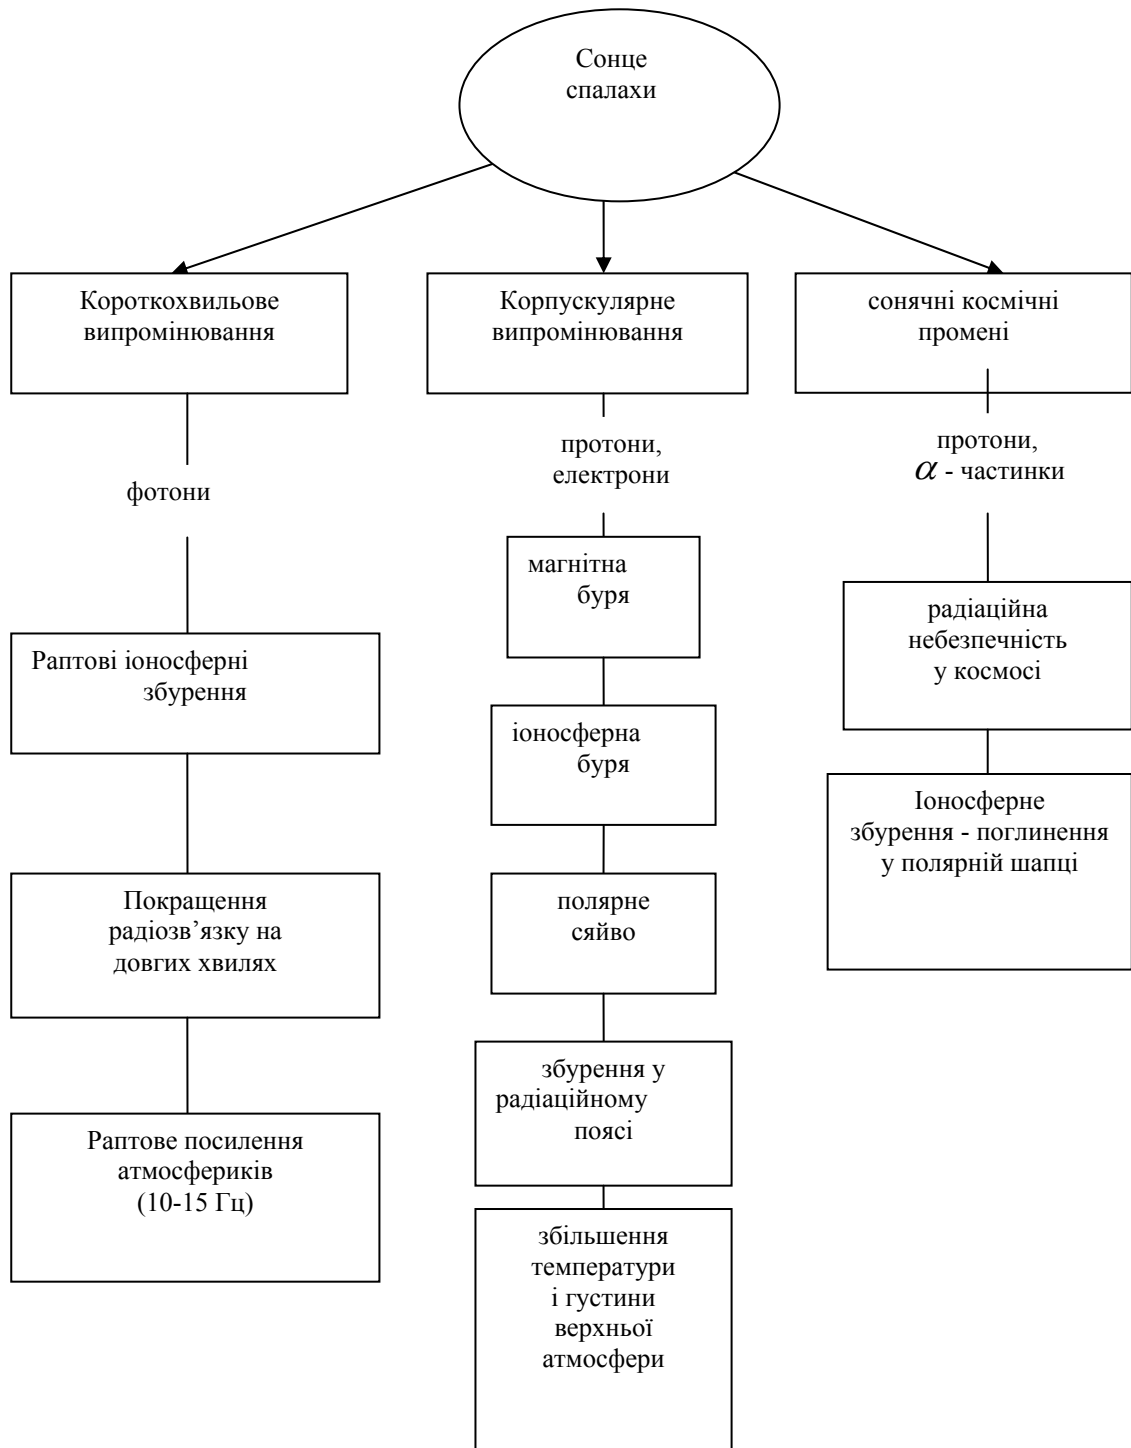 Сонце
спалахи
Короткохвильове
випромінювання
фотони
Раптові іоносферні
збурення
Покращення
радіозв’язку на
довгих хвилях
Раптове посилення
атмосфериків
(10-15 Гц)
Корпускулярне
випромінювання
протони,
електрони
магнітна
буря
іоносферна
буря
полярне
сяйво
збурення у
радіаційному
поясі
збільшення
температури
і густини
верхньої
атмосфери
сонячні космічні
промені
протони,
α - частинки
радіаційна
небезпечність
у космосі
Іоносферне
збурення - поглинення
у полярній шапці